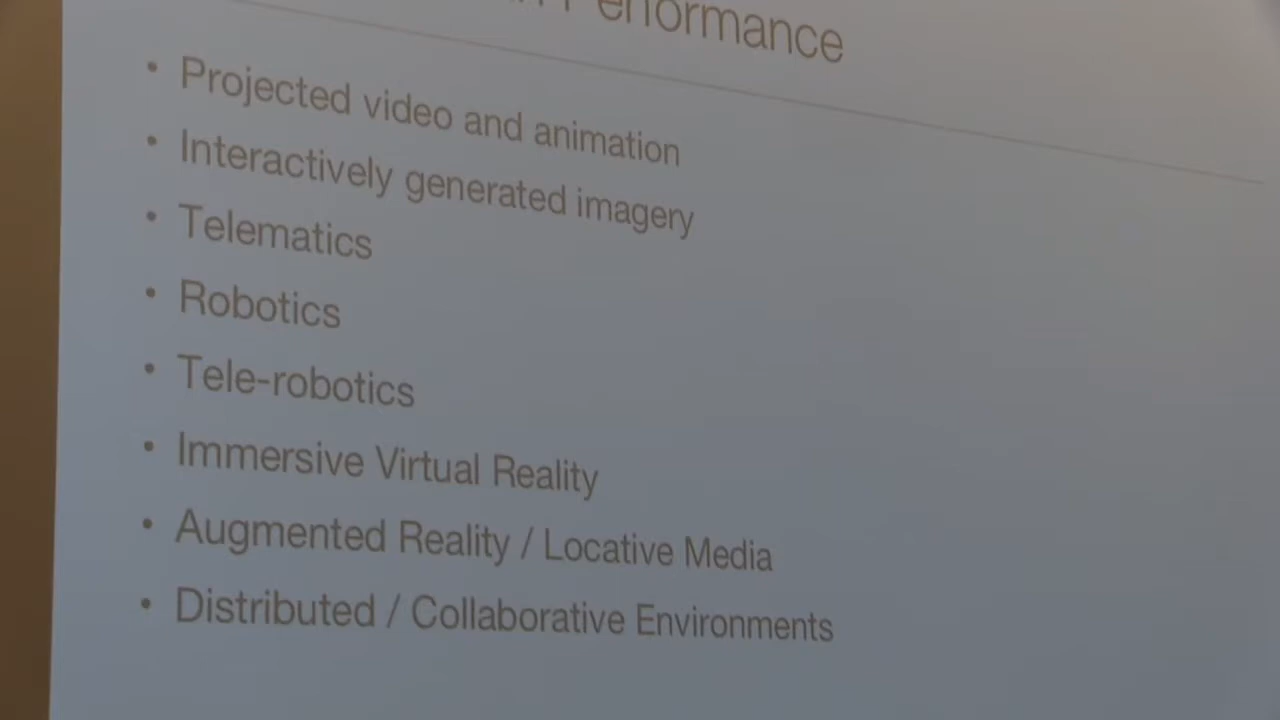 Performance
• Projected video and animation
• Interactively generated imagery
• Telematics
• Robotics
• Tele-robotics
• Immersive Virtual Reality
• Augmented Reality / Locative Media
• Distributed / Collaborative Environments